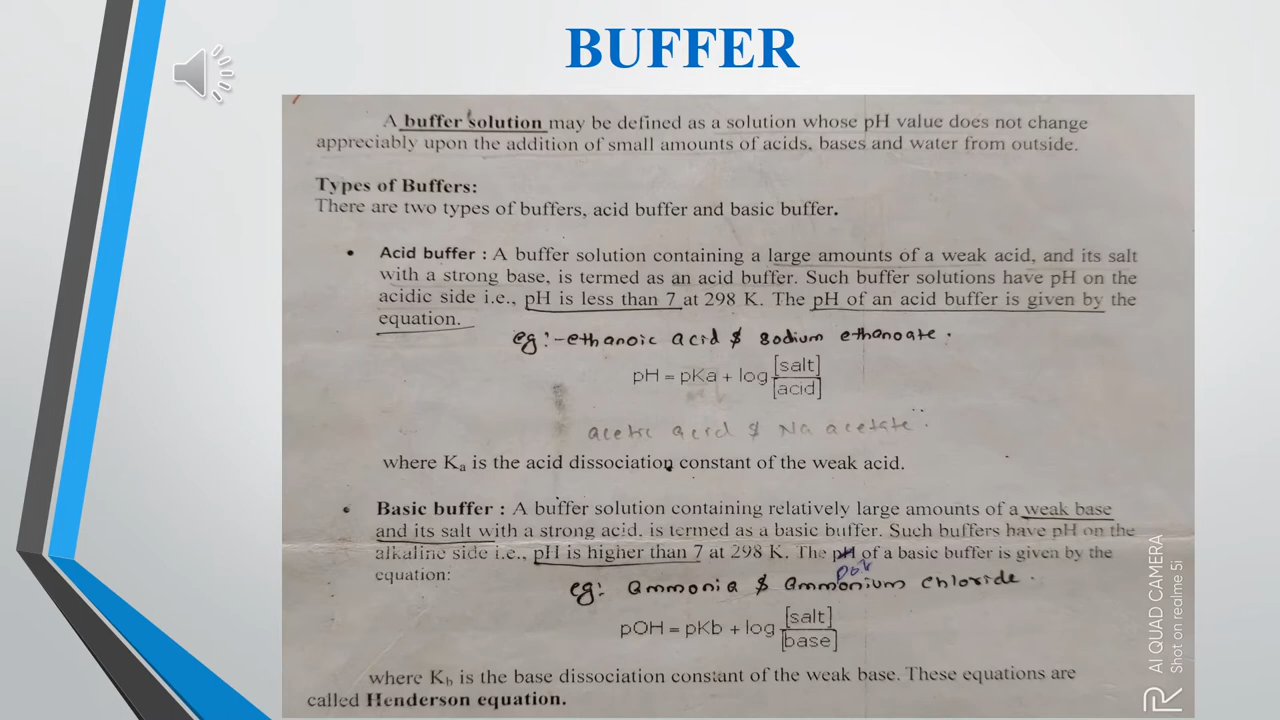 BUFFER
A buffer solution may be defined as a solution whose pH value does not change
appreciably upon the addition of small amounts of acids, bases and water from outside.
Types of Buffers:
There are two types of buffers, acid buffer and basic buffer.
• Acid buffer : A buffer solution containing a large amounts of a weak acid, and its salt
with a strong base, is termed as an acid buffer. Such buffer solutions have pH on the
acidic side i.e., pH is less than 7 at 298 K. The pH of an acid buffer is given by the
equation.
eg:- ethanoic acid & sodium ethanoate.
pH = pKa + log [salt]/[acid]
acetic acid & Na acetate
where Ka is the acid dissociation constant of the weak acid.
• Basic buffer : A buffer solution containing relatively large amounts of a weak base
and its salt with a strong acid, is termed as a basic buffer. Such buffers have pH on the
alkaline side i.e., pH is higher than 7 at 298 K. The pH of a basic buffer is given by the
pOH
equation:
eg: ammonia & ammonium chloride.
pOH = pKb + log [salt]/[base]
where Kb is the base dissociation constant of the weak base. These equations are
called Henderson equation.
AI QUAD CAMERA
Shot on realme 5i